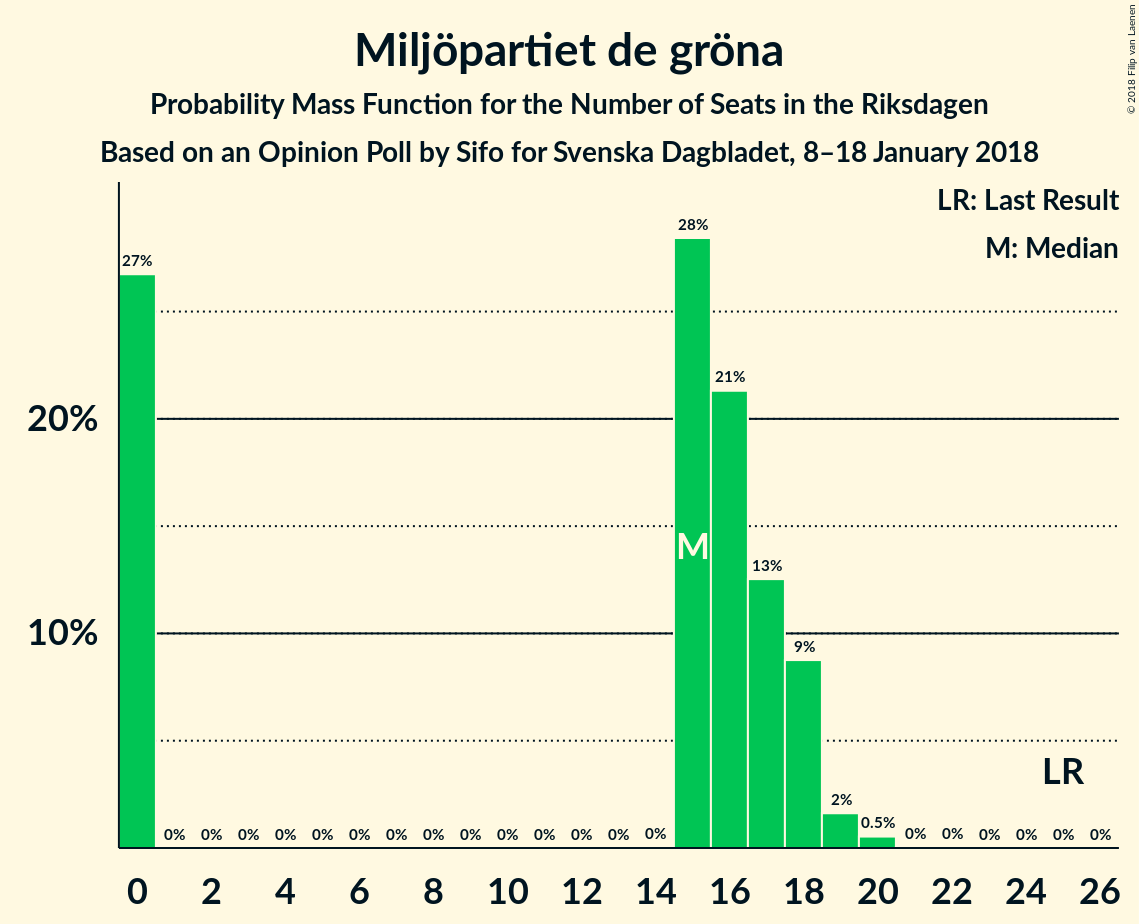 Miljöpartiet de gröna
Probability Mass Function for the Number of Seats in the Riksdagen
Based on an Opinion Poll by Sifo for Svenska Dagbladet, 8–18 January 2018
© 2018 Filip van Laenen
LR: Last Result
M: Median
27% 0% 0% 0% 0% 0% 0% 0% 0% 0% 0% 0% 0% 0% 0% 28% 21% 13% 9% 2% 0.5% 0% 0% 0% 0% 0% 0%
20%
10%
M
LR
0 2 4 6 8 10 12 14 16 18 20 22 24 26